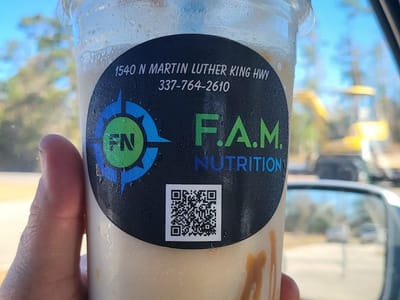 1540 N MARTIN LUTHER KING HWY
337-764-2610
FN
F.A.M.
NUTRITION